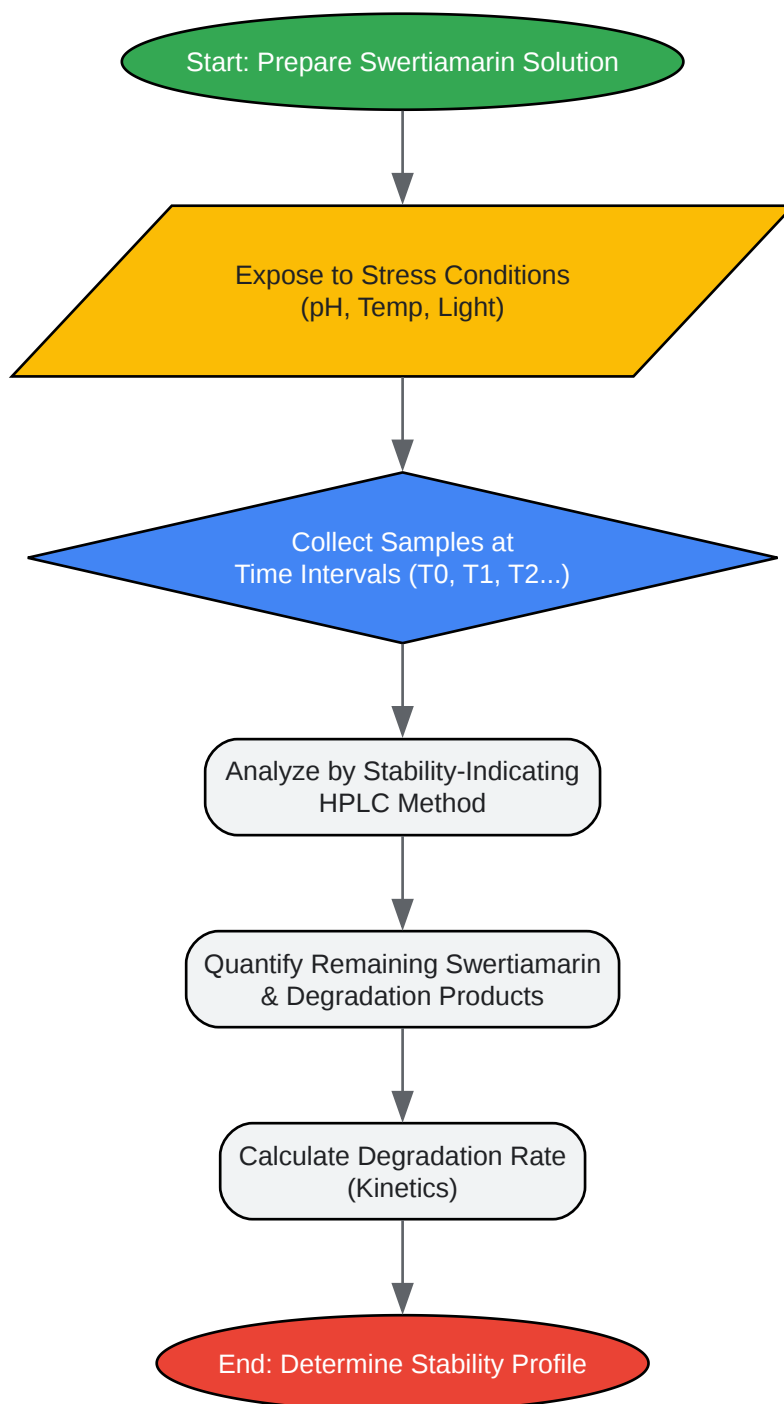 Start: Prepare Swertiamarin Solution
Expose to Stress Conditions
(pH, Temp, Light)
Collect Samples at
Time Intervals (T0, T1, T2...)
Analyze by Stability-Indicating
HPLC Method
Quantify Remaining Swertiamarin
& Degradation Products
Calculate Degradation Rate
(Kinetics)
End: Determine Stability Profile